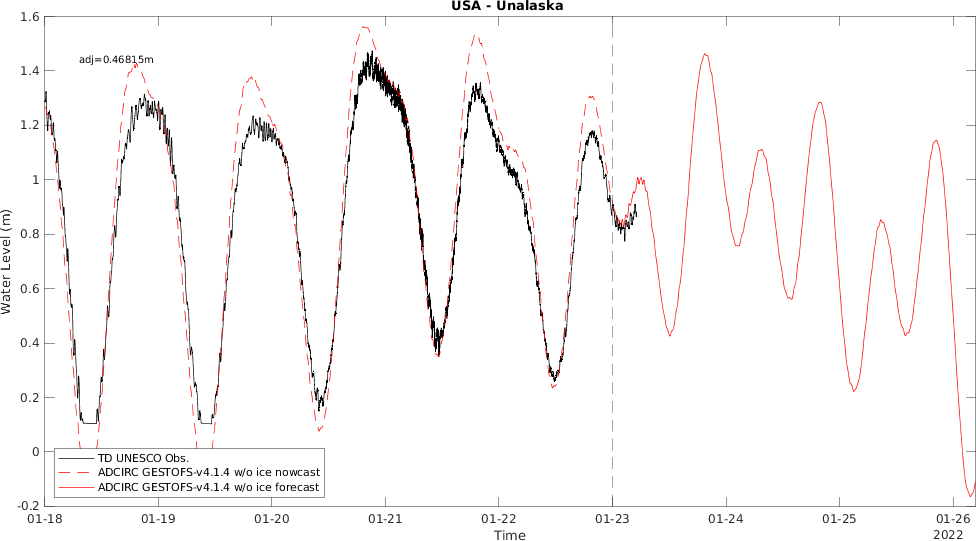 USA - Unalaska
adj=0.46815m
Water Level (m)
1.6
1.4
1.2
1
0.8
0.6
0.4
0.2
0
-0.2
TD UNESCO Obs.
ADCIRC GESTOFS-v4.1.4 w/o ice nowcast
ADCIRC GESTOFS-v4.1.4 w/o ice forecast
01-18 01-19 01-20 01-21 01-22 01-23 01-24 01-25 01-26
Time
2022